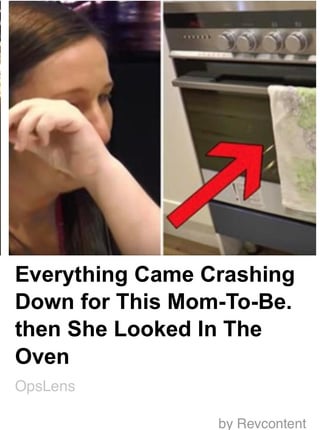 Everything Came Crashing
Down for This Mom-To-Be.
then She Looked In The
Oven
OpsLens
by Revcontent